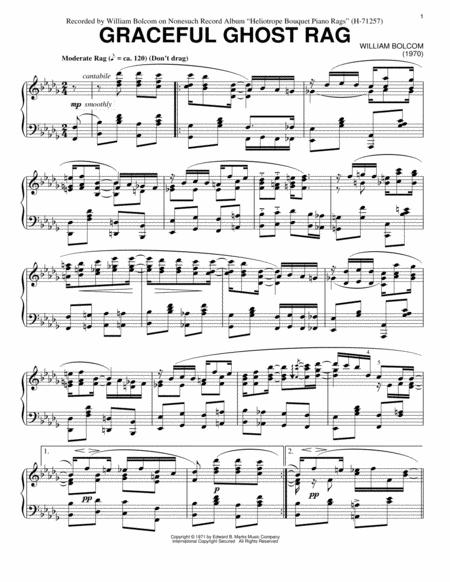 Recorded by William Bolcom on Nonesuch Record Album "Heliotrope Bouquet Piano Rags" (H-71257)
1
GRACEFUL GHOST RAG
WILLIAM BOLCOM
(1970)
Moderate Rag (♪ = ca. 120) (Don't drag)
cantabile
mp smoothly
1.
2.
pp
pp
Copyright © 1971 by Edward B. Marks Music Company
International Copyright Secured All Rights Reserved